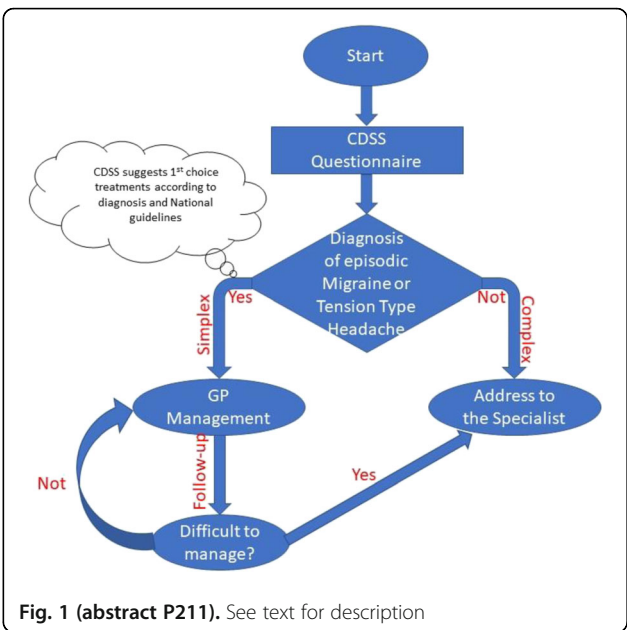 Start
CDSS
Questionnaire
CDSS suggests 1st choice
treatments according to
diagnosis and National
guidelines
Diagnosis
of episodic
Migraine or
Tension Type
Headache
Yes
Not
Simplex
Complex
GP
Management
Address to
the Specialist
Follow-up
Not
Yes
Difficult to
manage?
Fig. 1 (abstract P211). See text for description